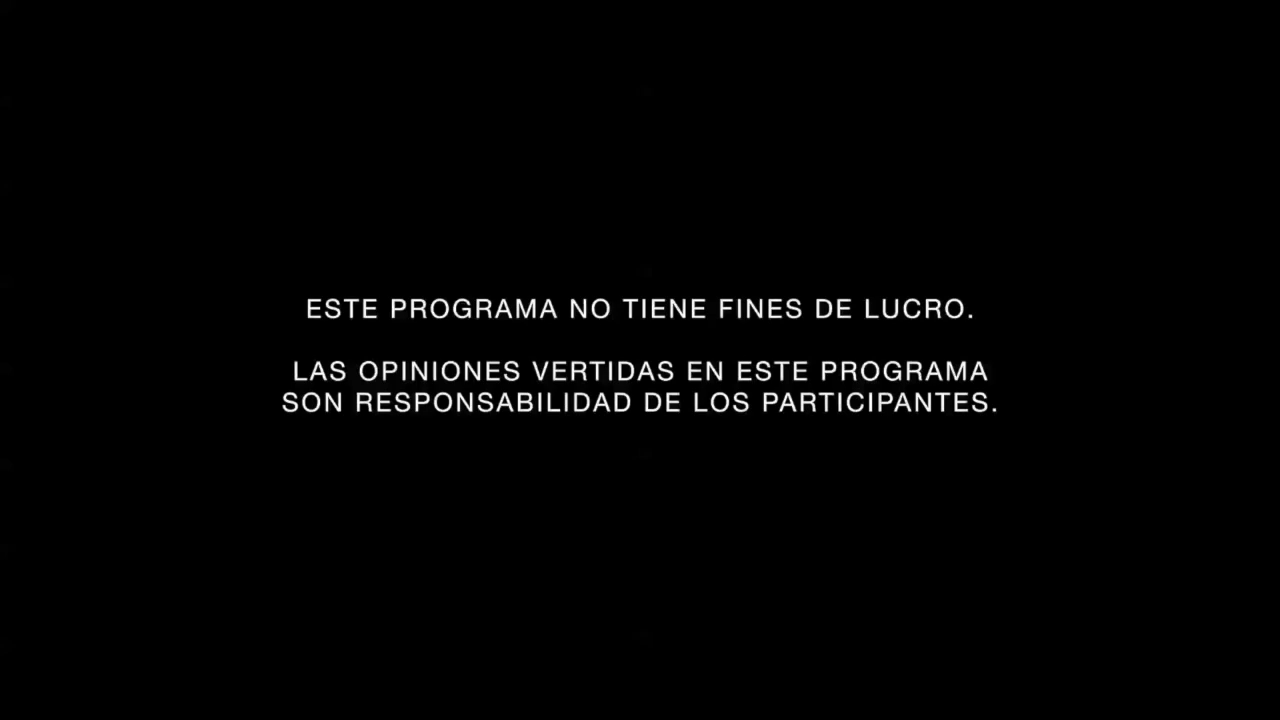 ESTE PROGRAMA NO TIENE FINES DE LUCRO.
LAS OPINIONES VERTIDAS EN ESTE PROGRAMA
SON RESPONSABILIDAD DE LOS PARTICIPANTES.